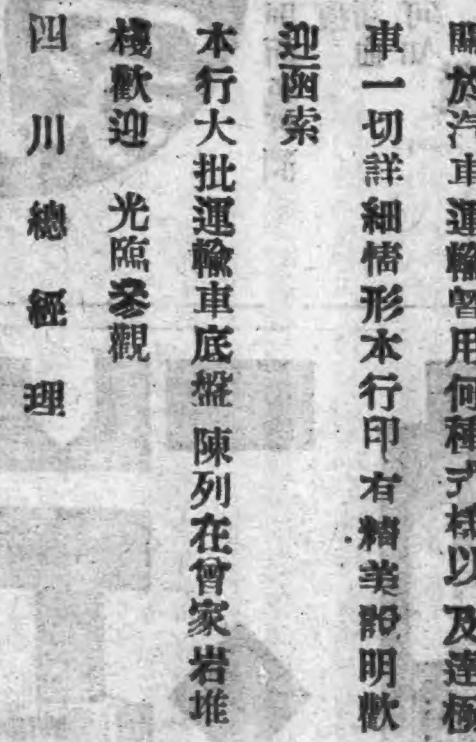 關於汽車運輸曾用何種式樣以及達極
車一切詳細情形本行印有精美說明歡
迎函索
本行大批運輸車底盤陳列在曾家岩堆
棧歡迎 光臨參觀
四川總經理